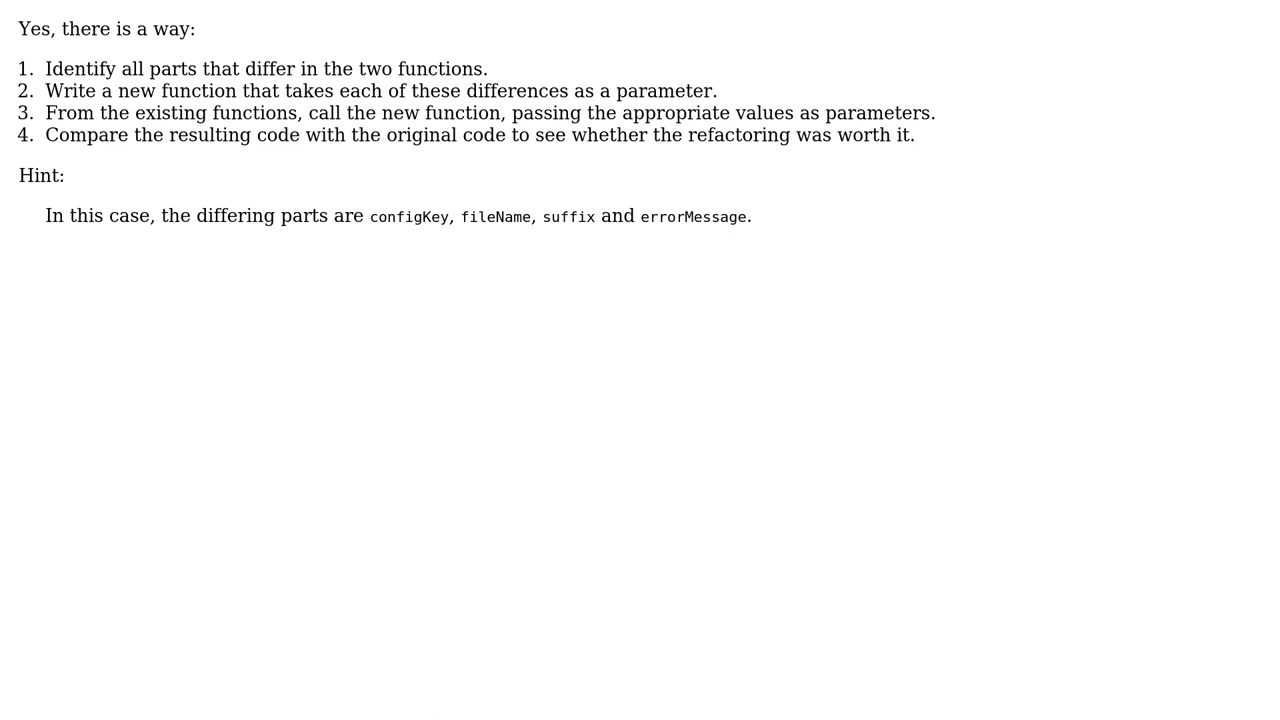 Yes, there is a way:
1. Identify all parts that differ in the two functions.
2. Write a new function that takes each of these differences as a parameter.
3. From the existing functions, call the new function, passing the appropriate values as parameters.
4. Compare the resulting code with the original code to see whether the refactoring was worth it.
Hint:
In this case, the differing parts are configKey, fileName, suffix and errorMessage.